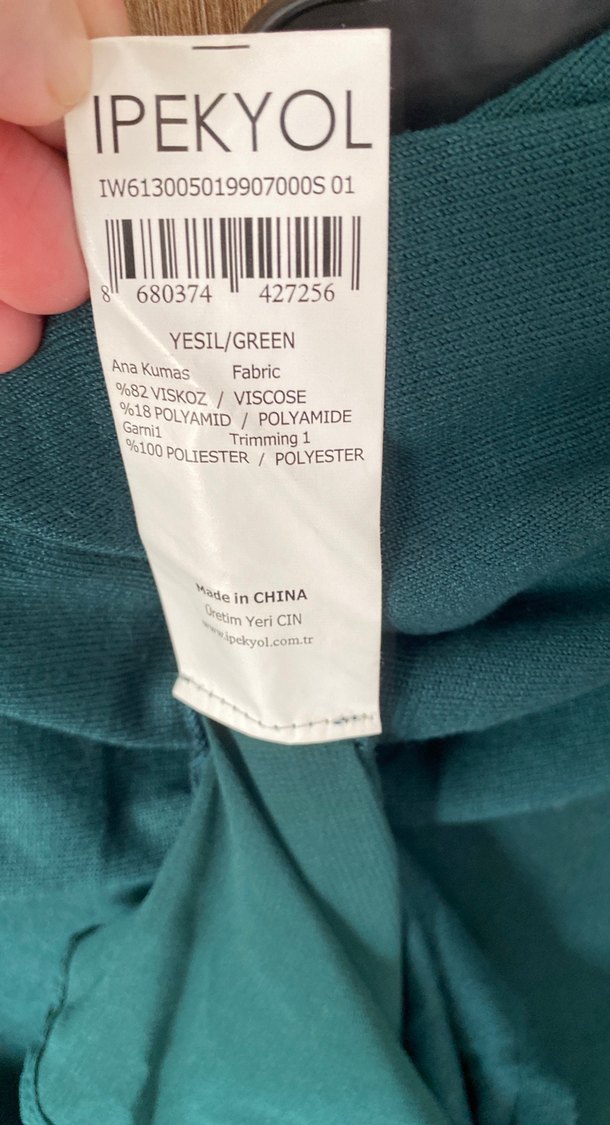 IPEKYOL
IW613005019907000S 01
8 680374 427256
YESIL/GREEN
Ana Kumas Fabric
%82 VISKOZ / VISCOSE
%18 POLYAMID / POLYAMIDE
Garni1 Trimming 1
%100 POLIESTER / POLYESTER
Made in CHINA
Üretim Yeri CIN
www.ipekyol.com.tr